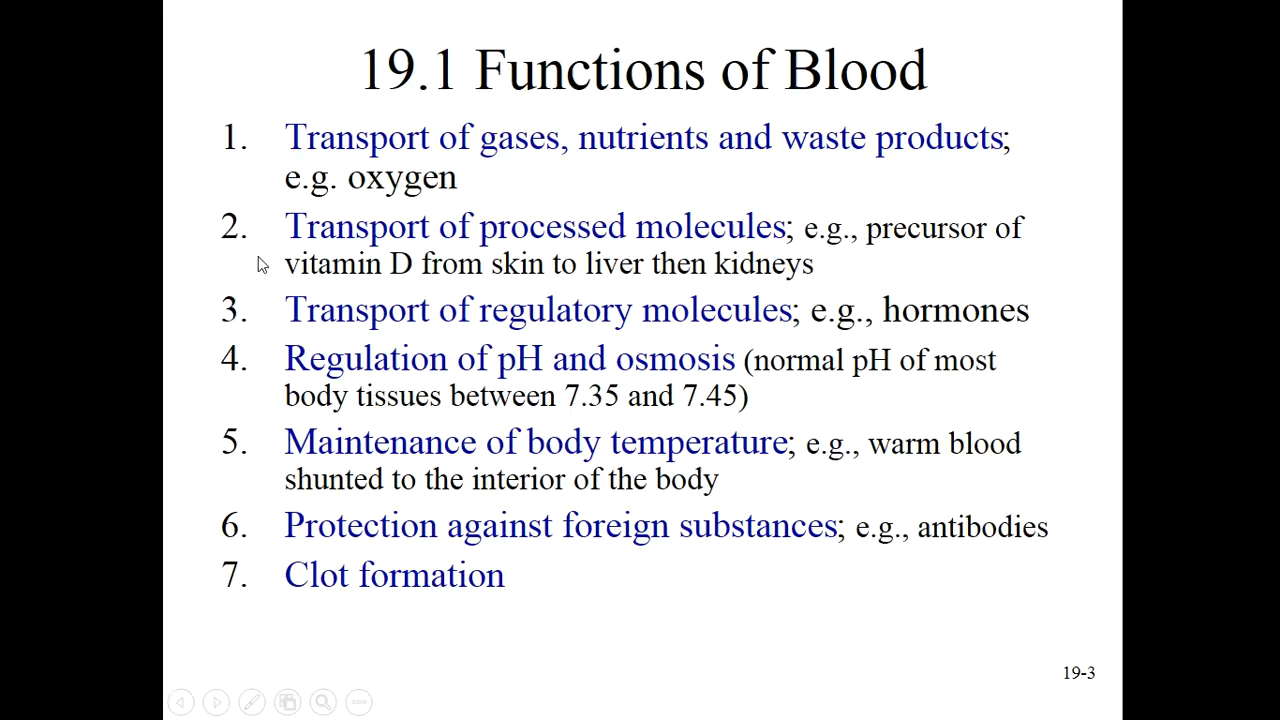 19.1 Functions of Blood
1. Transport of gases, nutrients and waste products;
e.g. oxygen
2. Transport of processed molecules; e.g., precursor of
vitamin D from skin to liver then kidneys
3. Transport of regulatory molecules; e.g., hormones
4. Regulation of pH and osmosis (normal pH of most
body tissues between 7.35 and 7.45)
5. Maintenance of body temperature; e.g., warm blood
shunted to the interior of the body
6. Protection against foreign substances; e.g., antibodies
7. Clot formation
19-3